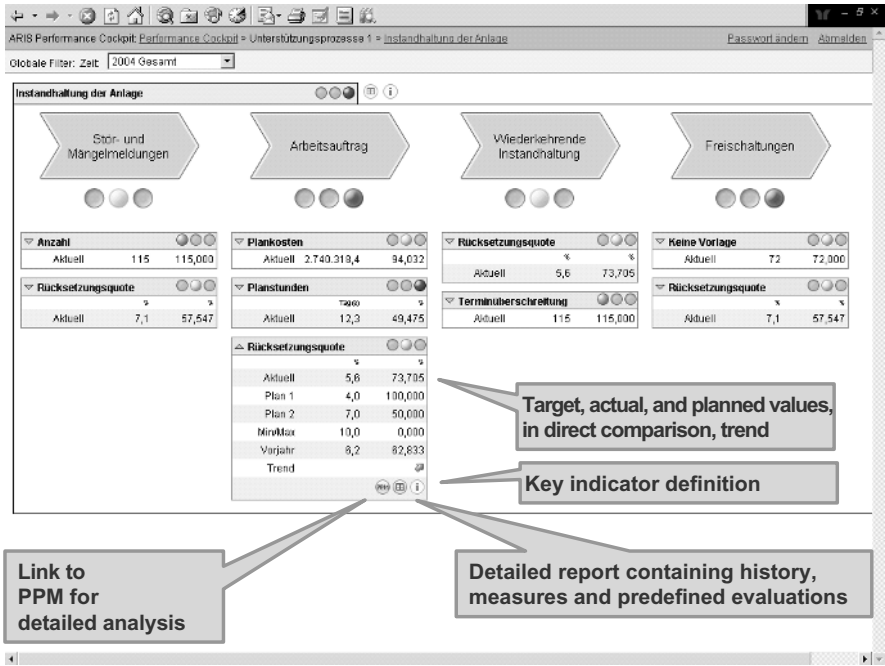 ARIS Performance Cockpit: Performance Cockpit » Unterstützungsprozesse 1 » Instandhaltung der Anlage Passwort ändern Abmelden
Globale Filter: Zeit: 2004 Gesamt
Instandhaltung der Anlage
Stör- und
Mängelmeldungen
Arbeitsauftrag
Wiederkehrende
Instandhaltung
Freischaltungen
Anzahl
Aktuell 115 115,000
Rücksetzungsquote
% %
Aktuell 7,1 57,547
Plankosten
Aktuell 2.740.318,4 94,032
Planstunden
Tag(e) %
Aktuell 12,3 49,475
Rücksetzungsquote
% %
Aktuell 5,6 73,705
Plan 1 4,0 100,000
Plan 2 7,0 50,000
Min/Max 10,0 0,000
Vorjahr 6,2 62,833
Trend
Rücksetzungsquote
% %
Aktuell 5,6 73,705
Terminüberschreitung
Aktuell 115 115,000
Keine Vorlage
Aktuell 72 72,000
Rücksetzungsquote
% %
Aktuell 7,1 57,547
Target, actual, and planned values,
in direct comparison, trend
Key indicator definition
Link to
PPM for
detailed analysis
Detailed report containing history,
measures and predefined evaluations